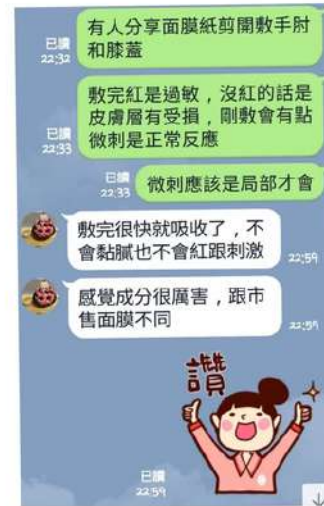 有人分享面膜紙剪開敷手肘
和膝蓋
已讀
22:32
敷完紅是過敏，沒紅的話是
皮膚層有受損，剛敷會有點
微刺是正常反應
已讀
22:33
微刺應該是局部才會
已讀
22:33
敷完很快就吸收了，不
會黏膩也不會紅跟刺激
22:59
感覺成分很厲害，跟市
售面膜不同
22:59
讚
已讀
22:59